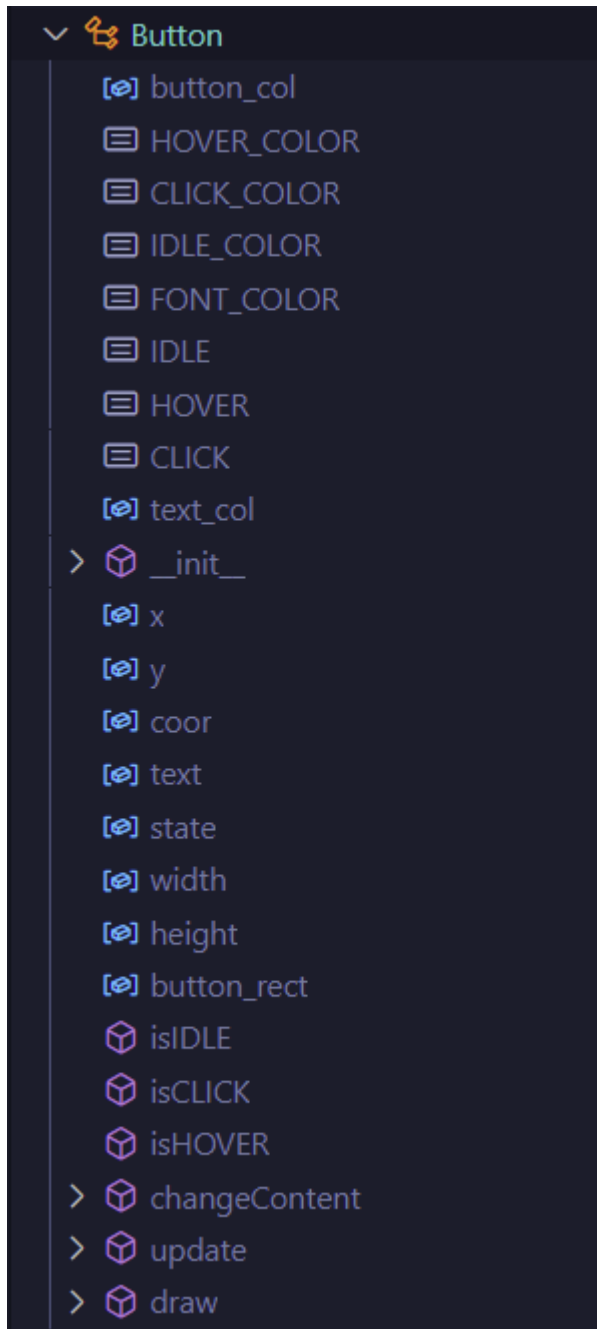 Button
button_col
HOVER_COLOR
CLICK_COLOR
IDLE_COLOR
FONT_COLOR
IDLE
HOVER
CLICK
text_col
__init__
x
y
coor
text
state
width
height
button_rect
isIDLE
isCLICK
isHOVER
changeContent
update
draw